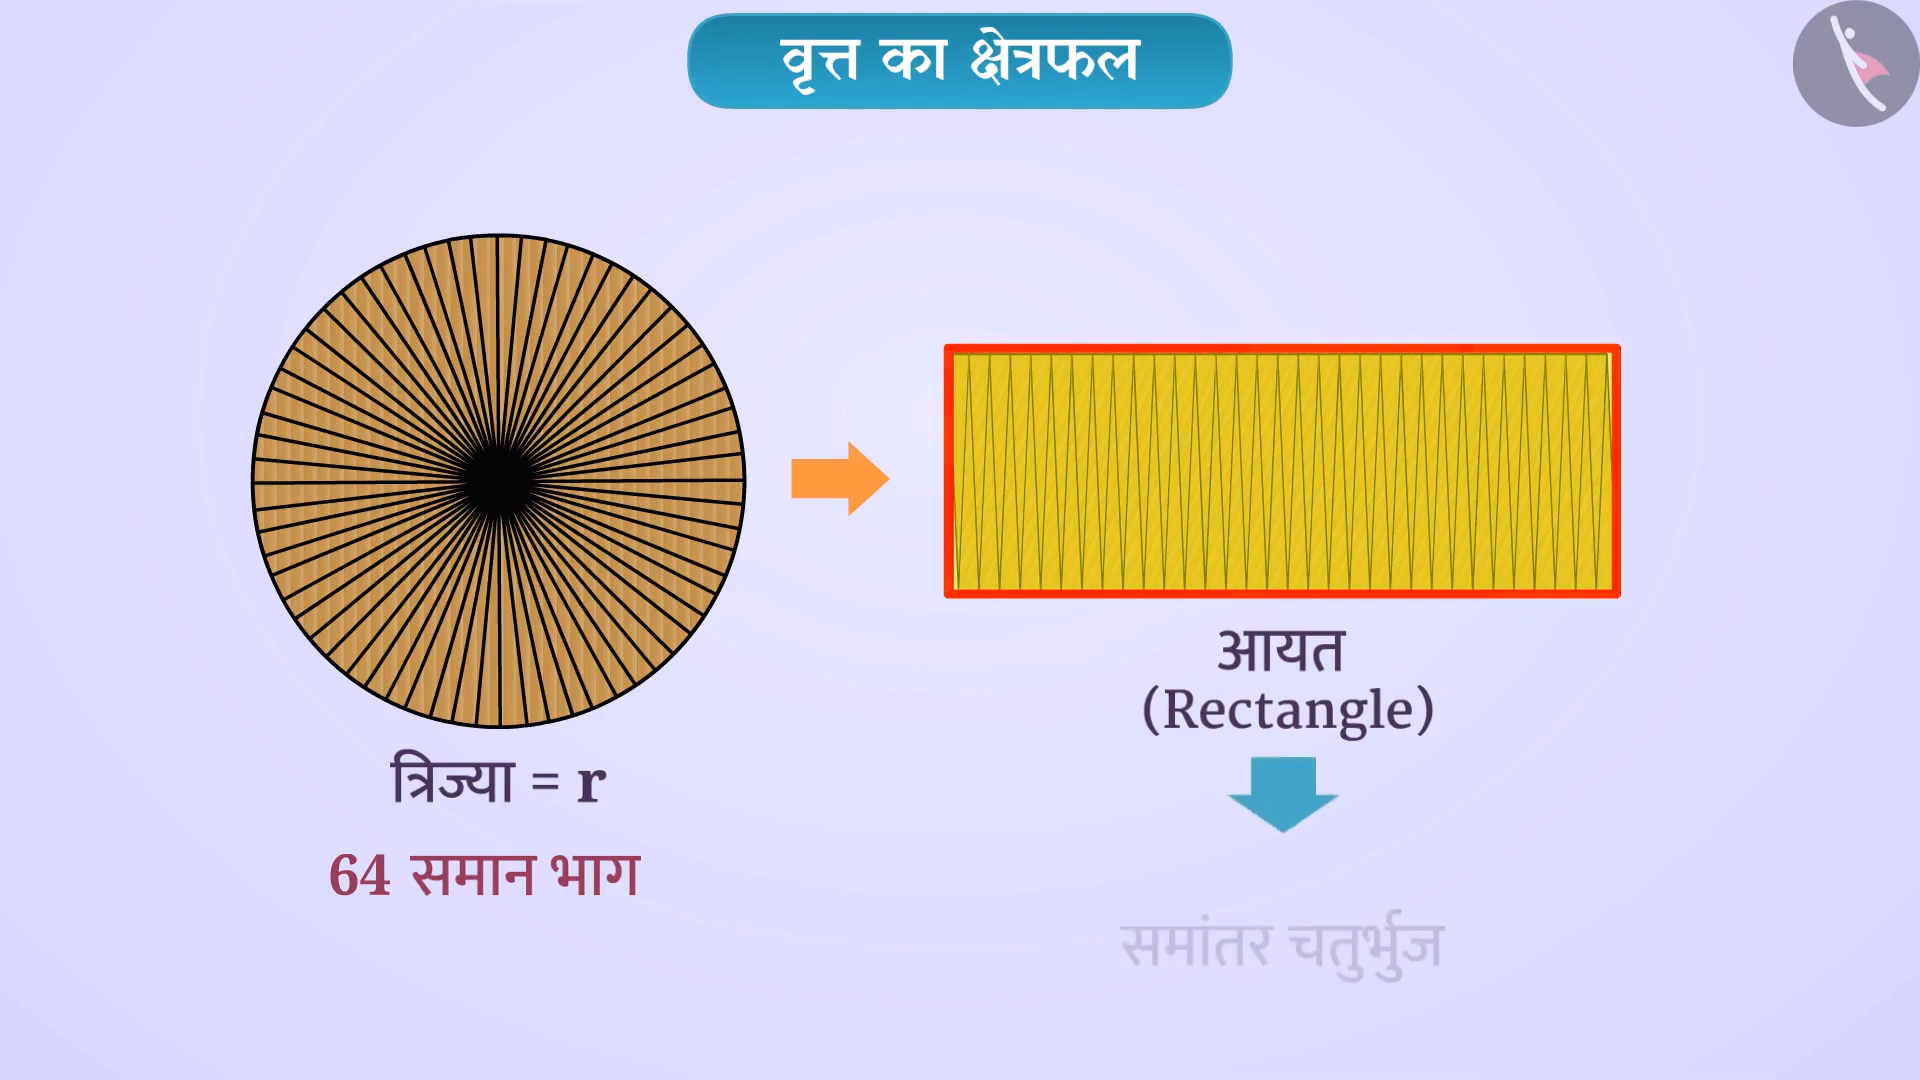 वृत्त का क्षेत्रफल
त्रिज्या = r
64 समान भाग
आयत
(Rectangle)
समांतर चतुर्भुज